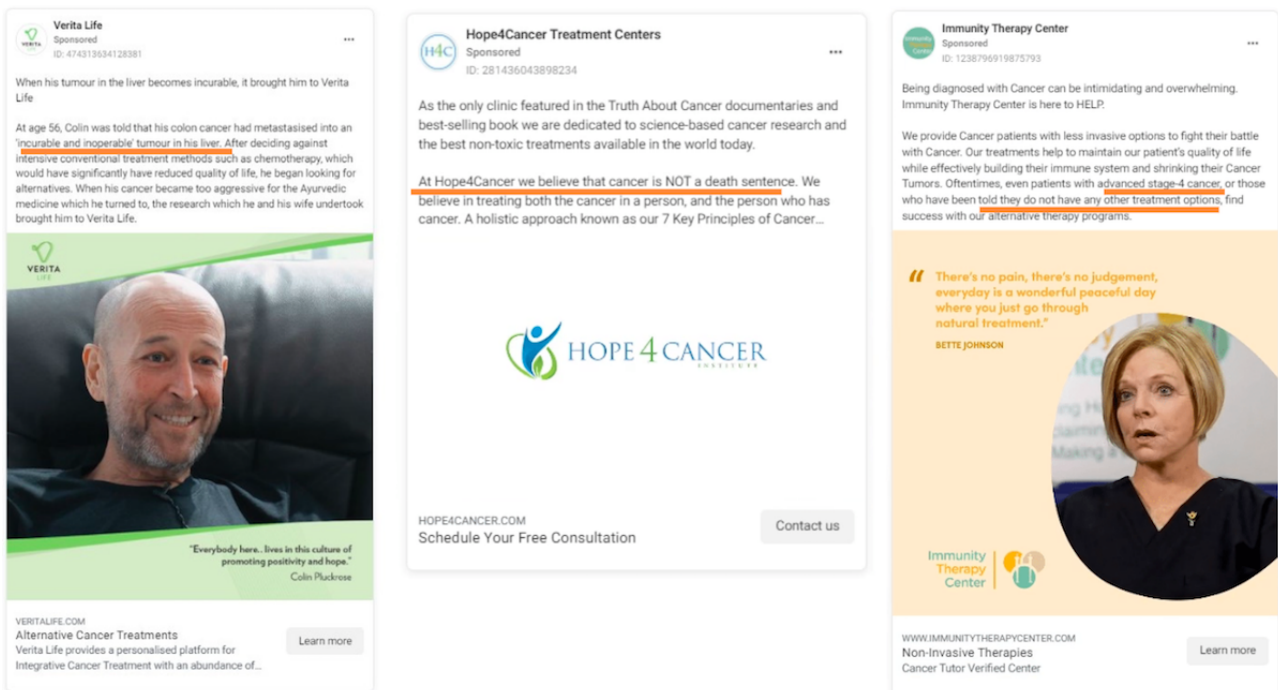 Verita Life
Sponsored
ID: 474313634128381
When his tumour in the liver becomes incurable, it brought him to Verita
Life
At age 56, Colin was told that his colon cancer had metastasised into an
'incurable and inoperable' tumour in his liver. After deciding against
intensive conventional treatment methods such as chemotherapy, which
would have significantly have reduced quality of life, he began looking for
alternatives. When his cancer became too aggressive for the Ayurvedic
medicine which he turned to, the research which he and his wife undertook
brought him to Verita Life.
VERITA
LIFE
"Everybody here.. lives in this culture of
promoting positivity and hope."
Colin Pluckrose
VERITALIFE.COM
Alternative Cancer Treatments
Verita Life provides a personalised platform for
Integrative Cancer Treatment with an abundance of...
Learn more
H4C
Hope4Cancer Treatment Centers
Sponsored
ID: 281436043898234
As the only clinic featured in the Truth About Cancer documentaries and
best-selling book we are dedicated to science-based cancer research and
the best non-toxic treatments available in the world today.
At Hope4Cancer we believe that cancer is NOT a death sentence. We
believe in treating both the cancer in a person, and the person who has
cancer. A holistic approach known as our 7 Key Principles of Cancer...
HOPE 4 CANCER
INSTITUTE
HOPE4CANCER.COM
Schedule Your Free Consultation
Contact us
Immunity Therapy Center
Sponsored
ID: 1238796919875793
Being diagnosed with Cancer can be intimidating and overwhelming.
Immunity Therapy Center is here to HELP.
We provide Cancer patients with less invasive options to fight their battle
with Cancer. Our treatments help to maintain our patient's quality of life
while effectively building their immune system and shrinking their Cancer
Tumors. Oftentimes, even patients with advanced stage-4 cancer, or those
who have been told they do not have any other treatment options, find
success with our alternative therapy programs.
" There's no pain, there's no judgement,
everyday is a wonderful peaceful day
where you just go through
natural treatment."
BETTE JOHNSON
Making a
Immunity
Therapy
Center
WWW.IMMUNITYTHERAPYCENTER.COM
Non-Invasive Therapies
Cancer Tutor Verified Center
Learn more